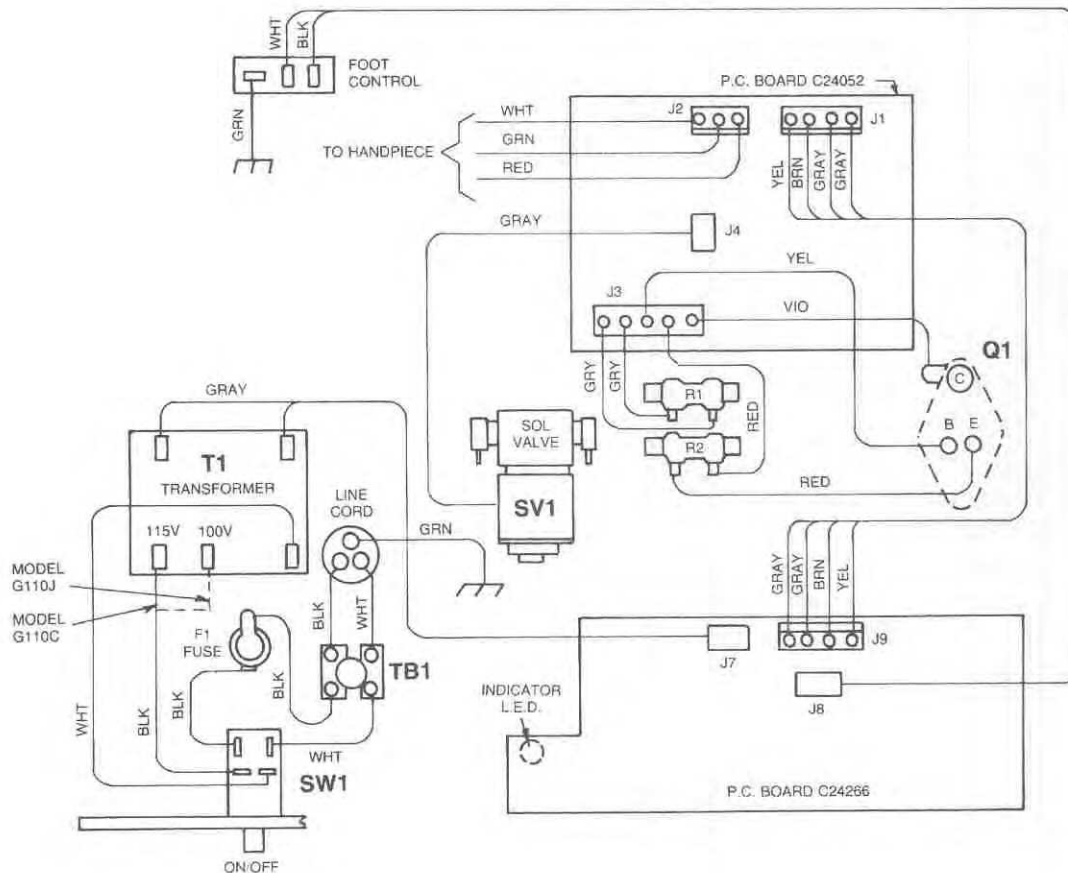 WHT
BLK
FOOT
CONTROL
GRN
P.C. BOARD C24052
J2
J1
WHT
GRN
RED
TO HANDPIECE
YEL
BRN
GRAY
GRAY
GRAY
J4
YEL
J3
VIO
Q1
C
B
E
GRY
GRY
R1
RED
R2
RED
SOL
VALVE
SV1
GRAY
T1
TRANSFORMER
115V
100V
LINE
CORD
GRN
MODEL
G110J
MODEL
G110C
F1
FUSE
BLK
WHT
TB1
WHT
BLK
BLK
BLK
WHT
SW1
ON/OFF
GRAY
GRAY
BRN
YEL
J9
J7
J8
INDICATOR
L.E.D.
P.C. BOARD C24266